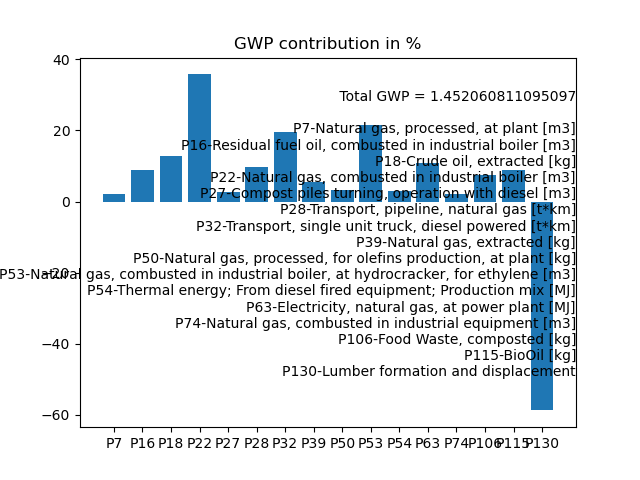 GWP contribution in %
40
Total GWP = 1.452060811095097
P7-Natural gas, processed, at plant [m3]
20
P16-Residual fuel oil, combusted in industrial boiler [m3]
P18-Crude oil, extracted [kg]
P22-Natural gas, combusted in industrial boiler [m3]
P27-Compost piles turning, operation with diesel [m3]
0
P28-Transport, pipeline, natural gas [t*km]
P32-Transport, single unit truck, diesel powered [t*km]
P39-Natural gas, extracted [kg]
P50-Natural gas, processed, for olefins production, at plant [kg]
−20
P53-Natural gas, combusted in industrial boiler, at hydrocracker, for ethylene [m3]
P54-Thermal energy; From diesel fired equipment; Production mix [MJ]
P63-Electricity, natural gas, at power plant [MJ]
P74-Natural gas, combusted in industrial equipment [m3]
−40
P106-Food Waste, composted [kg]
P115-BioOil [kg]
P130-Lumber formation and displacement
−60
P7 P16 P18 P22 P27 P28 P32 P39 P50 P53 P54 P63 P74 P106 P115 P130